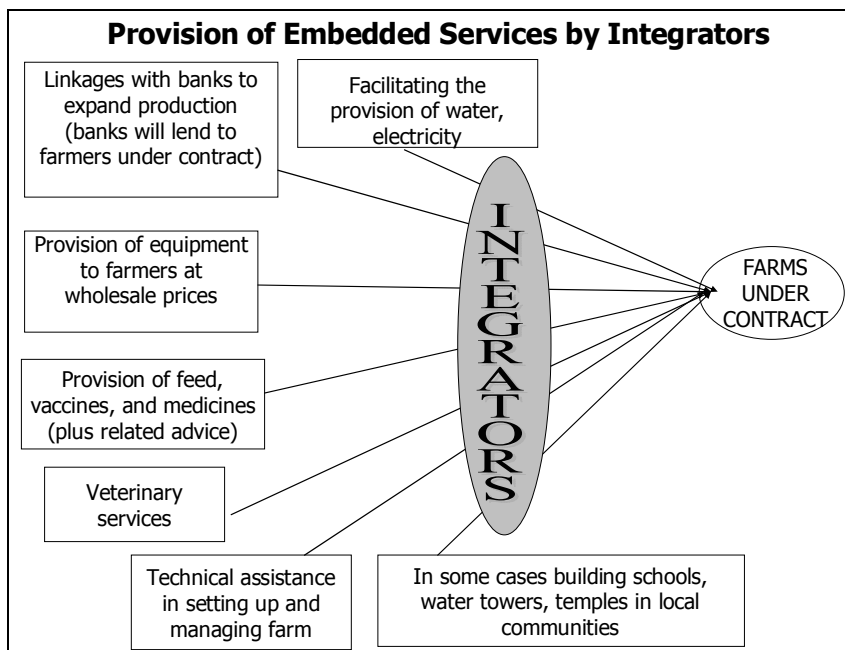 Provision of Embedded Services by Integrators
Linkages with banks to
expand production
(banks will lend to
farmers under contract)
Facilitating the
provision of water,
electricity
Provision of equipment
to farmers at
wholesale prices
Provision of feed,
vaccines, and medicines
(plus related advice)
Veterinary
services
Technical assistance
in setting up and
managing farm
In some cases building schools,
water towers, temples in local
communities
INTEGRATORS
FARMS
UNDER
CONTRACT